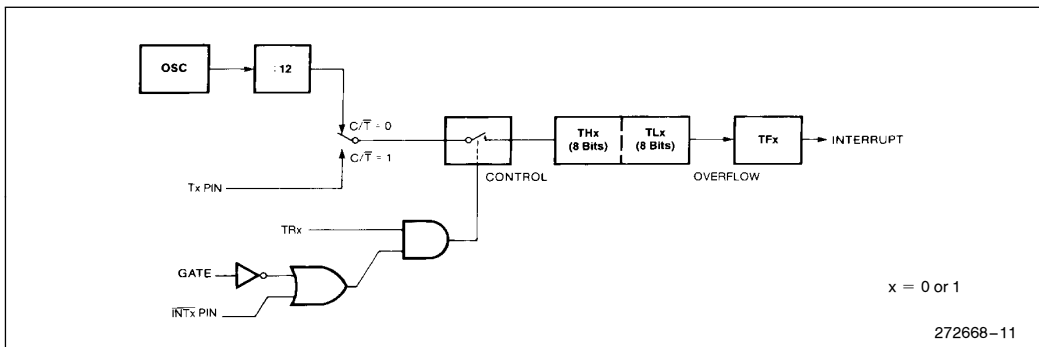 OSC
÷12
C/T̅ = 0
C/T̅ = 1
Tx PIN
CONTROL
THx
(8 Bits)
TLx
(8 Bits)
OVERFLOW
TFx
INTERRUPT
TRx
GATE
I̅N̅T̅x̅ PIN
x = 0 or 1
272668–11